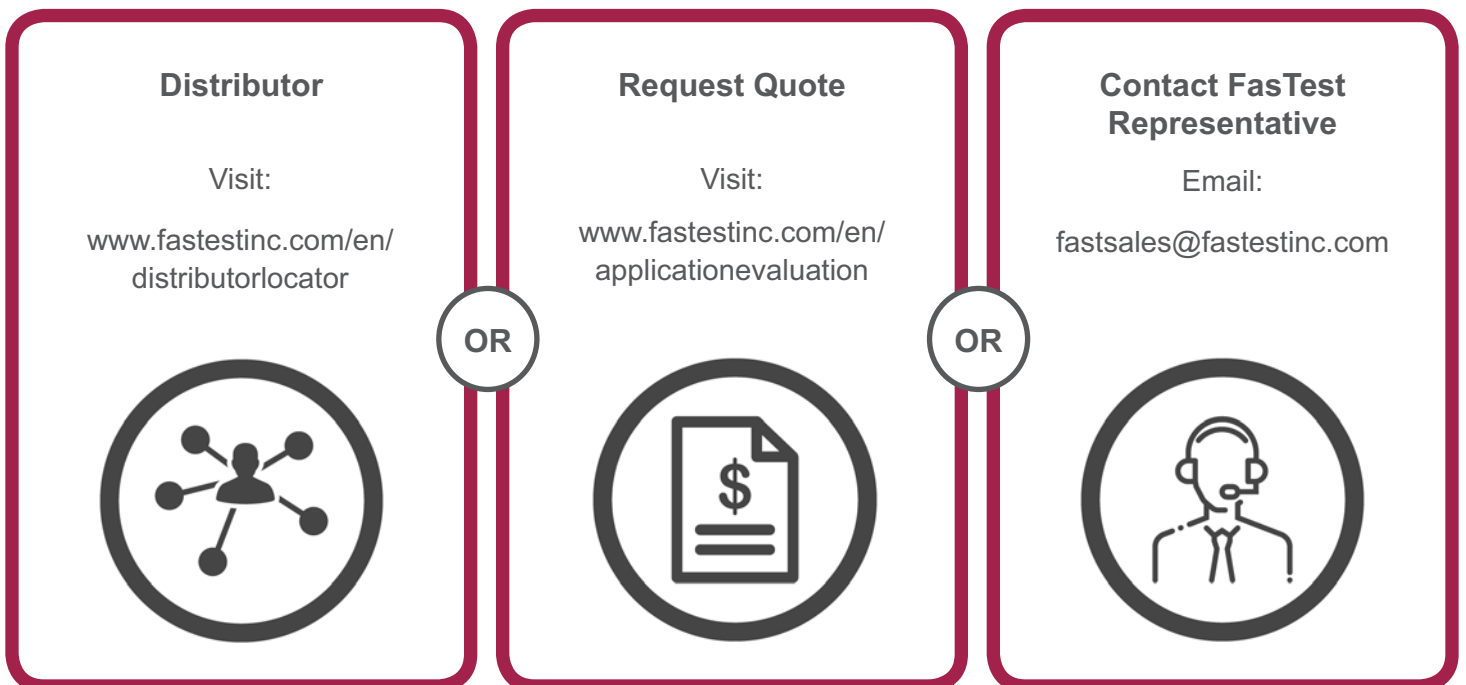 Distributor
Visit:
www.fastestinc.com/en/
distributorlocator
OR
Request Quote
Visit:
www.fastestinc.com/en/
applicationevaluation
$
OR
Contact FasTest
Representative
Email:
fastsales@fastestinc.com